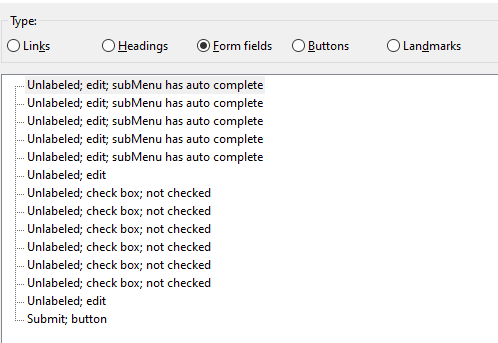 Type:
Links Headings Form fields Buttons Landmarks
Unlabeled; edit; subMenu has auto complete
Unlabeled; edit; subMenu has auto complete
Unlabeled; edit; subMenu has auto complete
Unlabeled; edit; subMenu has auto complete
Unlabeled; edit; subMenu has auto complete
Unlabeled; edit
Unlabeled; check box; not checked
Unlabeled; check box; not checked
Unlabeled; check box; not checked
Unlabeled; check box; not checked
Unlabeled; check box; not checked
Unlabeled; check box; not checked
Unlabeled; edit
Submit; button